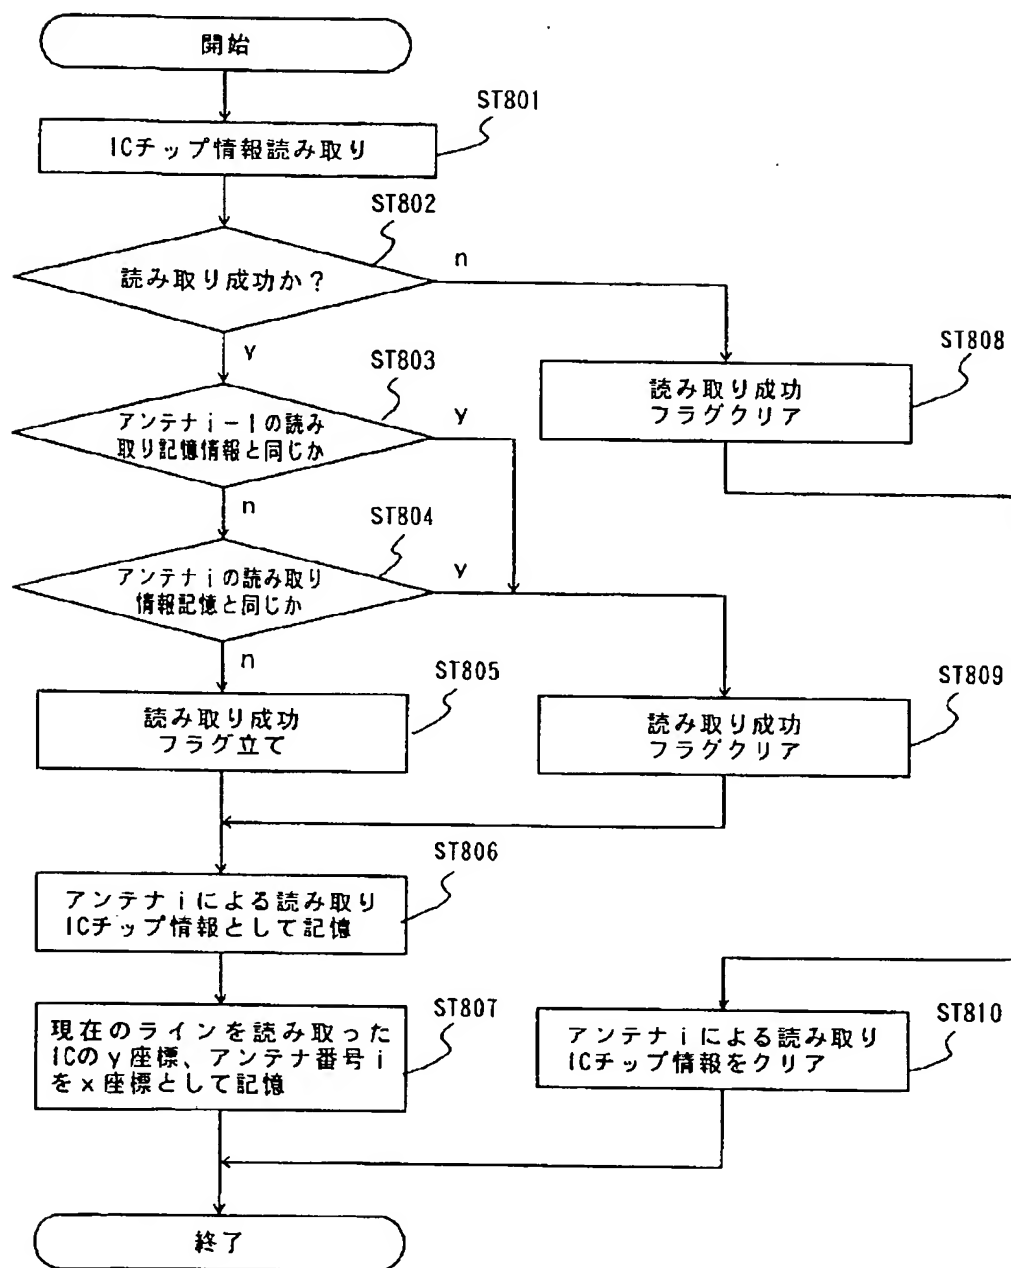 開始
ST801
ICチップ情報読み取り
ST802
読み取り成功か？
n
y
ST803
アンテナi－1の読み
取り記憶情報と同じか
y
n
ST808
読み取り成功
フラグクリア
ST804
アンテナiの読み取り
情報記憶と同じか
y
n
ST805
読み取り成功
フラグ立て
ST809
読み取り成功
フラグクリア
ST806
アンテナiによる読み取り
ICチップ情報として記憶
ST807
現在のラインを読み取った
ICのy座標、アンテナ番号i
をx座標として記憶
ST810
アンテナiによる読み取り
ICチップ情報をクリア
終了